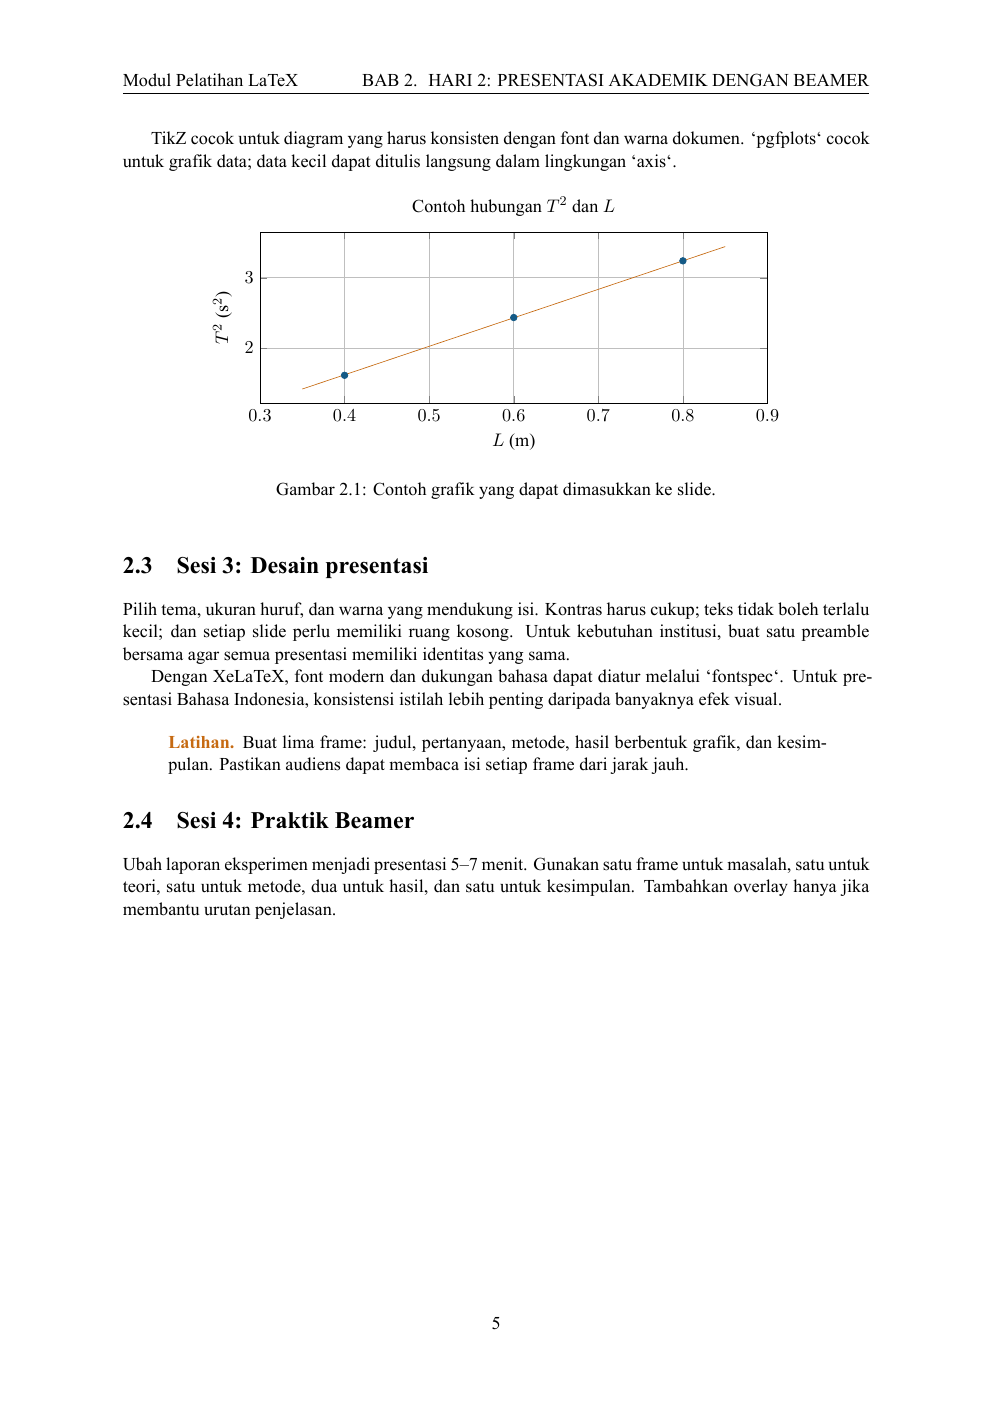 Modul Pelatihan LaTeX BAB 2. HARI 2: PRESENTASI AKADEMIK DENGAN BEAMER
TikZ cocok untuk diagram yang harus konsisten dengan font dan warna dokumen. ‘pgfplots‘ cocok
untuk grafik data; data kecil dapat ditulis langsung dalam lingkungan ‘axis‘.
Contoh hubungan T² dan L
T² (s²)
3
2
0.3 0.4 0.5 0.6 0.7 0.8 0.9
L (m)
Gambar 2.1: Contoh grafik yang dapat dimasukkan ke slide.
2.3 Sesi 3: Desain presentasi
Pilih tema, ukuran huruf, dan warna yang mendukung isi. Kontras harus cukup; teks tidak boleh terlalu
kecil; dan setiap slide perlu memiliki ruang kosong. Untuk kebutuhan institusi, buat satu preamble
bersama agar semua presentasi memiliki identitas yang sama.
Dengan XeLaTeX, font modern dan dukungan bahasa dapat diatur melalui ‘fontspec‘. Untuk pre-
sentasi Bahasa Indonesia, konsistensi istilah lebih penting daripada banyaknya efek visual.
Latihan. Buat lima frame: judul, pertanyaan, metode, hasil berbentuk grafik, dan kesim-
pulan. Pastikan audiens dapat membaca isi setiap frame dari jarak jauh.
2.4 Sesi 4: Praktik Beamer
Ubah laporan eksperimen menjadi presentasi 5–7 menit. Gunakan satu frame untuk masalah, satu untuk
teori, satu untuk metode, dua untuk hasil, dan satu untuk kesimpulan. Tambahkan overlay hanya jika
membantu urutan penjelasan.
5